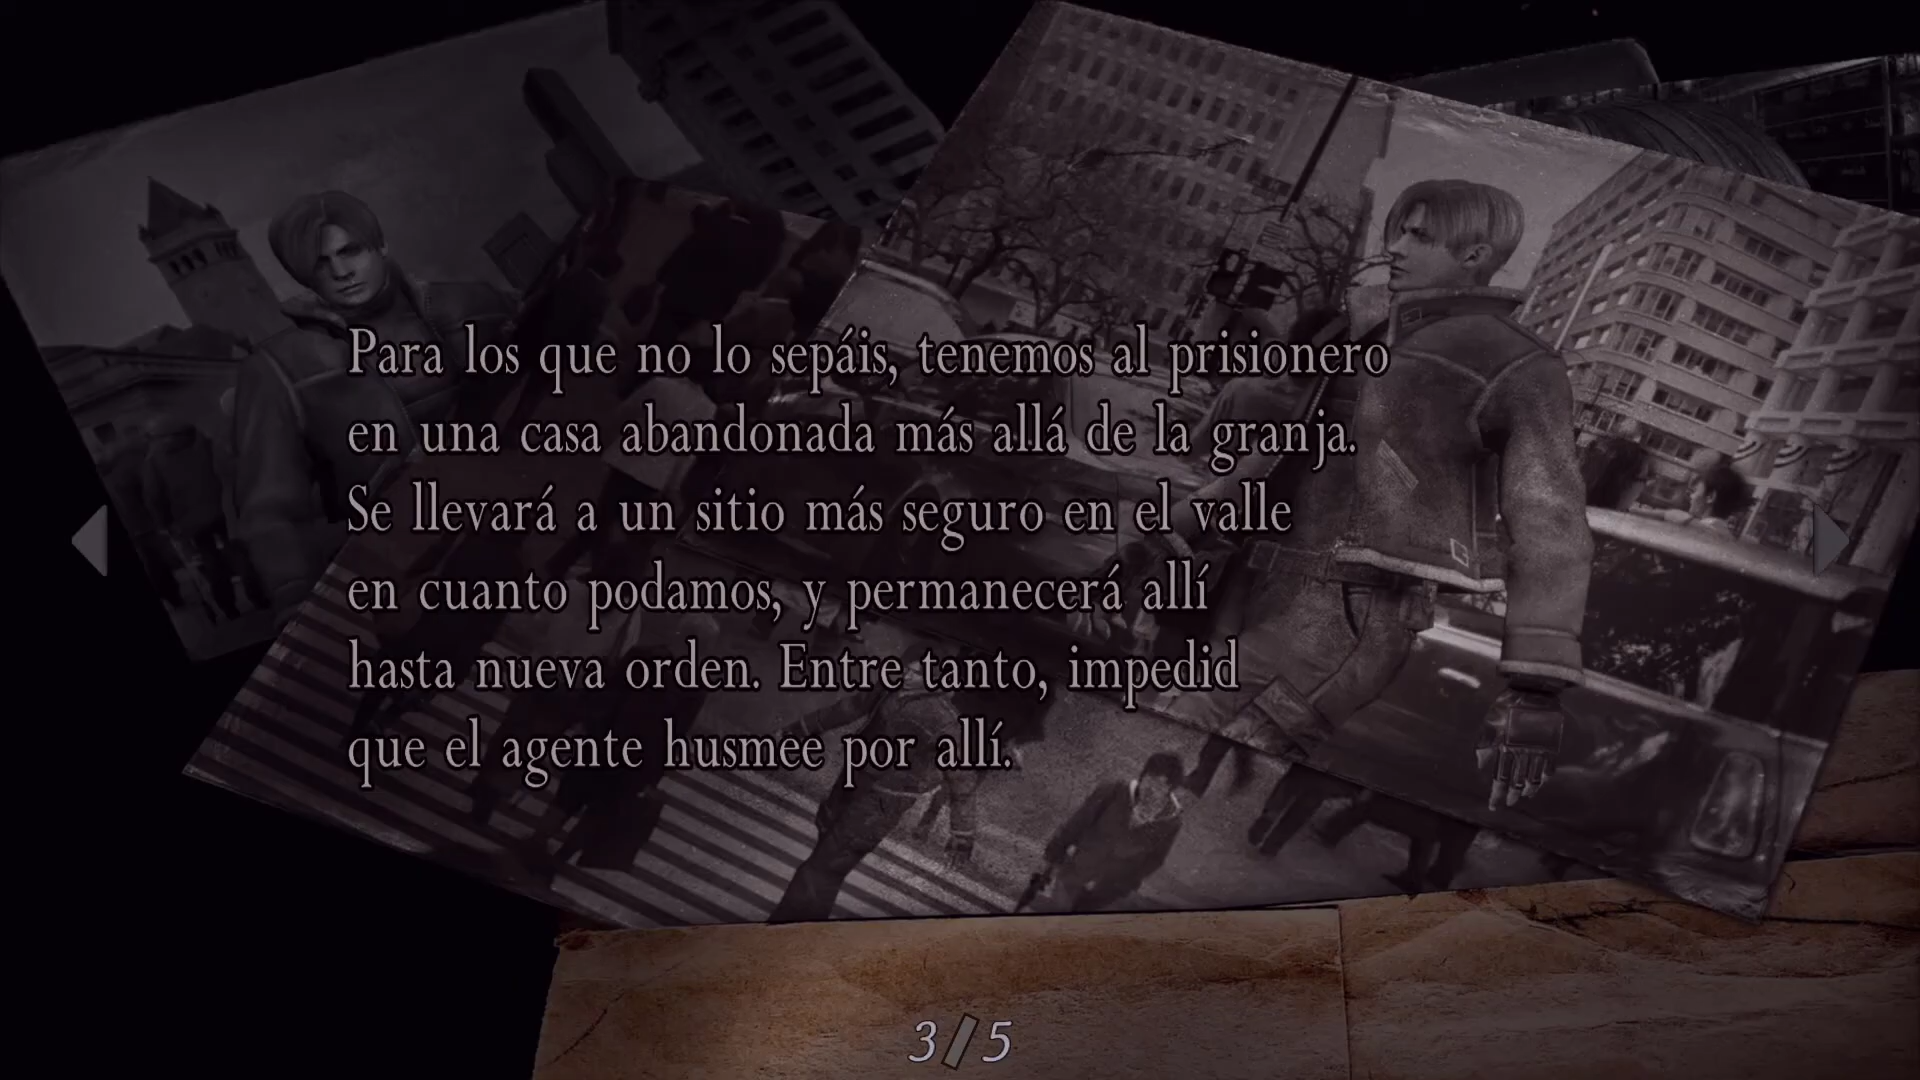 Para los que no lo sepáis, tenemos al prisionero
en una casa abandonada más allá de la granja.
Se llevará a un sitio más seguro en el valle
en cuanto podamos, y permanecerá allí
hasta nueva orden. Entre tanto, impedid
que el agente husmee por allí.
3/5